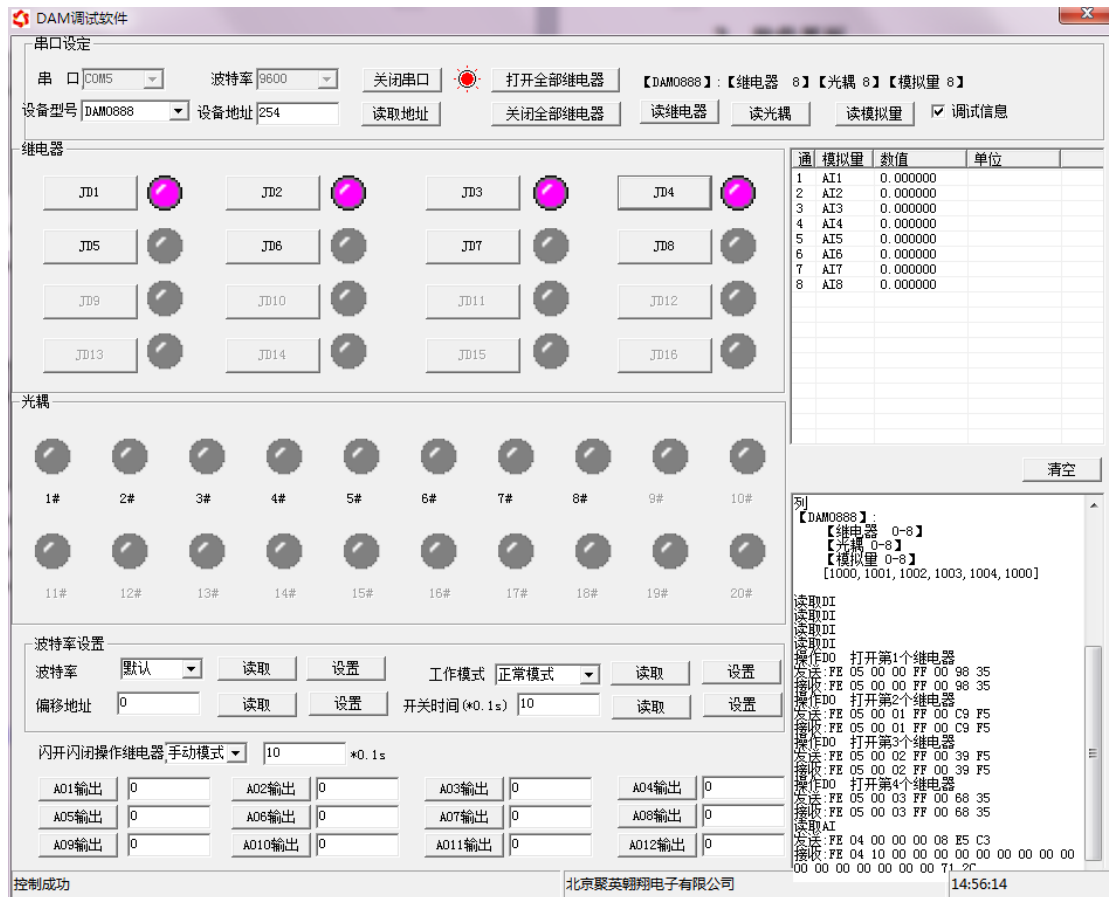 DAM调试软件
串口设定
串 口 COM5 波特率 9600 关闭串口 打开全部继电器 【DAM0888】:【继电器 8】【光耦 8】【模拟量 8】
设备型号 DAM0888 设备地址 254 读取地址 关闭全部继电器 读继电器 读光耦 读模拟量 调试信息
继电器
JD1 JD2 JD3 JD4
JD5 JD6 JD7 JD8
JD9 JD10 JD11 JD12
JD13 JD14 JD15 JD16
通 模拟量 数值 单位
1 AI1 0.000000
2 AI2 0.000000
3 AI3 0.000000
4 AI4 0.000000
5 AI5 0.000000
6 AI6 0.000000
7 AI7 0.000000
8 AI8 0.000000
光耦
1# 2# 3# 4# 5# 6# 7# 8# 9# 10#
11# 12# 13# 14# 15# 16# 17# 18# 19# 20#
清空
列
【DAM0888】:
【继电器 0-8】
【光耦 0-8】
【模拟量 0-8】
[1000,1001,1002,1003,1004,1000]
读取DI
读取DI
读取DI
读取DI
操作DO 打开第1个继电器
发送:FE 05 00 00 FF 00 98 35
接收:FE 05 00 00 FF 00 98 35
操作DO 打开第2个继电器
发送:FE 05 00 01 FF 00 C9 F5
接收:FE 05 00 01 FF 00 C9 F5
操作DO 打开第3个继电器
发送:FE 05 00 02 FF 00 39 F5
接收:FE 05 00 02 FF 00 39 F5
操作DO 打开第4个继电器
发送:FE 05 00 03 FF 00 68 35
接收:FE 05 00 03 FF 00 68 35
读取AI
发送:FE 04 00 00 00 08 E5 C3
接收:FE 04 10 00 00 00 00 00 00 00 00 00
00 00 00 00 00 00 00 71 2C
波特率设置
波特率 默认 读取 设置 工作模式 正常模式 读取 设置
偏移地址 0 读取 设置 开关时间(*0.1s) 10 读取 设置
闪开闪闭操作继电器 手动模式 10 *0.1s
AO1输出 0 AO2输出 0 AO3输出 0 AO4输出 0
AO5输出 0 AO6输出 0 AO7输出 0 AO8输出 0
AO9输出 0 AO10输出 0 AO11输出 0 AO12输出 0
控制成功 北京聚英翱翔电子有限公司 14:56:14